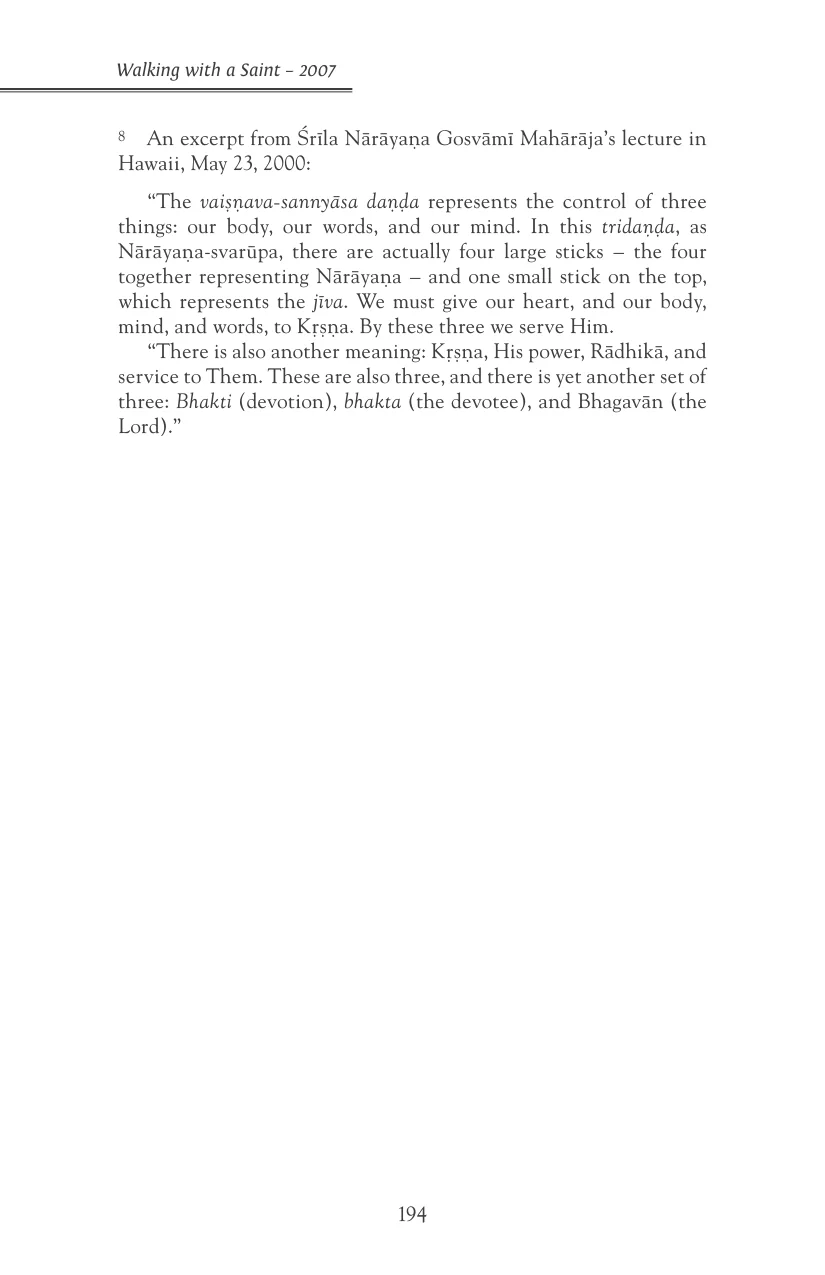 Walking with a Saint – 2007
8 An excerpt from Śrīla Nārāyaṇa Gosvāmī Mahārāja’s lecture in
Hawaii, May 23, 2000:
“The vaiṣṇava-sannyāsa daṇḍa represents the control of three
things: our body, our words, and our mind. In this tridaṇḍa, as
Nārāyaṇa-svarūpa, there are actually four large sticks – the four
together representing Nārāyaṇa – and one small stick on the top,
which represents the jīva. We must give our heart, and our body,
mind, and words, to Kṛṣṇa. By these three we serve Him.
“There is also another meaning: Kṛṣṇa, His power, Rādhikā, and
service to Them. These are also three, and there is yet another set of
three: Bhakti (devotion), bhakta (the devotee), and Bhagavān (the
Lord).”
194